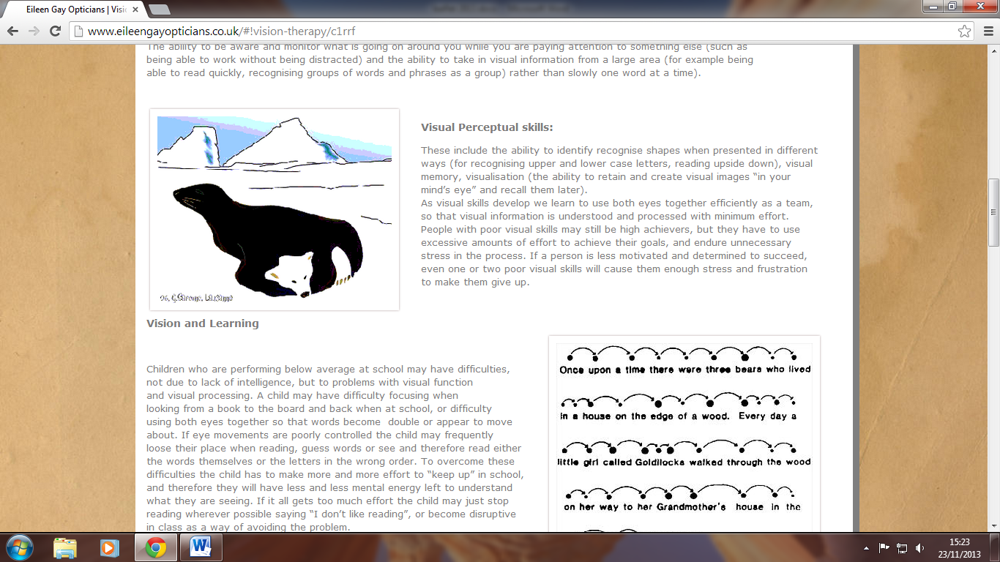 Eileen Gay Opticians | Visi
www.eileengayopticians.co.uk/#!vision-therapy/c1rrf
The ability to be aware and monitor what is going on around you while you are paying attention to something else (such as
being able to work without being distracted) and the ability to take in visual information from a large area (for example being
able to read quickly, recognising groups of words and phrases as a group) rather than slowly one word at a time).
Visual Perceptual skills:
These include the ability to identify recognise shapes when presented in different
ways (for recognising upper and lower case letters, reading upside down), visual
memory, visualisation (the ability to retain and create visual images “in your
mind’s eye” and recall them later).
As visual skills develop we learn to use both eyes together efficiently as a team,
so that visual information is understood and processed with minimum effort.
People with poor visual skills may still be high achievers, but they have to use
excessive amounts of effort to achieve their goals, and endure unnecessary
stress in the process. If a person is less motivated and determined to succeed,
even one or two poor visual skills will cause them enough stress and frustration
to make them give up.
Vision and Learning
Children who are performing below average at school may have difficulties,
not due to lack of intelligence, but to problems with visual function
and visual processing. A child may have difficulty focusing when
looking from a book to the board and back when at school, or difficulty
using both eyes together so that words become  double or appear to move
about. If eye movements are poorly controlled the child may frequently
loose their place when reading, guess words or see and therefore read either
the words themselves or the letters in the wrong order. To overcome these
difficulties the child has to make more and more effort to “keep up” in school,
and therefore they will have less and less mental energy left to understand
what they are seeing. If it all gets too much effort the child may just stop
reading wherever possible saying “I don’t like reading”, or become disruptive
in class as a way of avoiding the problem.
Once upon a time there were three bears who lived
in a house on the edge of a wood. Every day a
little girl called Goldilocks walked through the wood
on her way to her Grandmother's house in the
15:23
23/11/2013